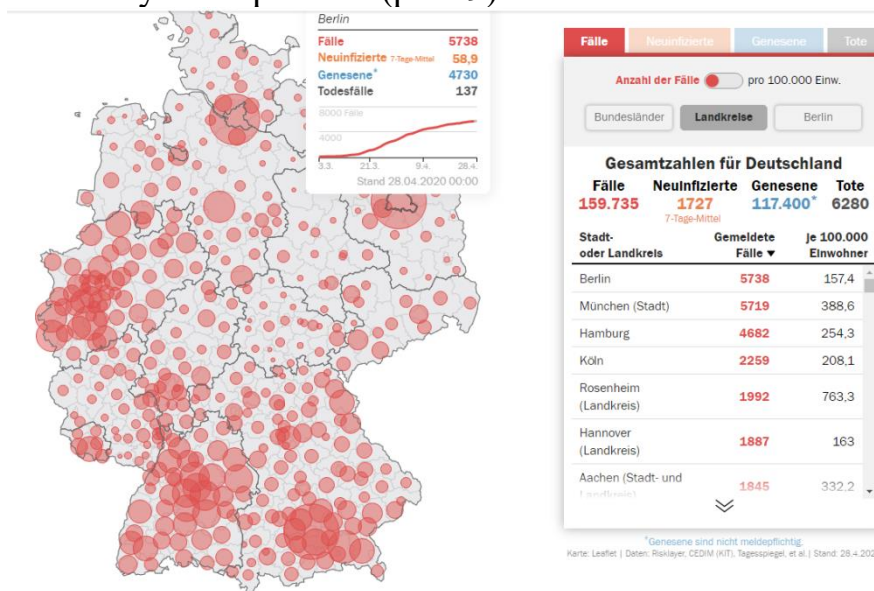 Berlin
Fälle 5738
Neuinfizierte 7-Tage-Mittel 58,9
Genesene* 4730
Todesfälle 137
8000 Fälle
4000
3.3. 21.3. 9.4. 28.4.
Stand 28.04.2020 00:00
Fälle Neuinfizierte Genesene Tote
Anzahl der Fälle pro 100.000 Einw.
Bundesländer Landkreise Berlin
Gesamtzahlen für Deutschland
Fälle Neuinfizierte Genesene Tote
159.735 1727 117.400* 6280
7-Tage-Mittel
Stadt- Gemeldete je 100.000
oder Landkreis Fälle ▼ Einwohner
Berlin 5738 157,4
München (Stadt) 5719 388,6
Hamburg 4682 254,3
Köln 2259 208,1
Rosenheim
(Landkreis) 1992 763,3
Hannover
(Landkreis) 1887 163
Aachen (Stadt- und
Landkreis) 1845 332,2
*Genesene sind nicht meldepflichtig.
Karte: Leaflet | Daten: Risklayer, CEDIM (KIT), Tagesspiegel, et al. | Stand: 28.4.202